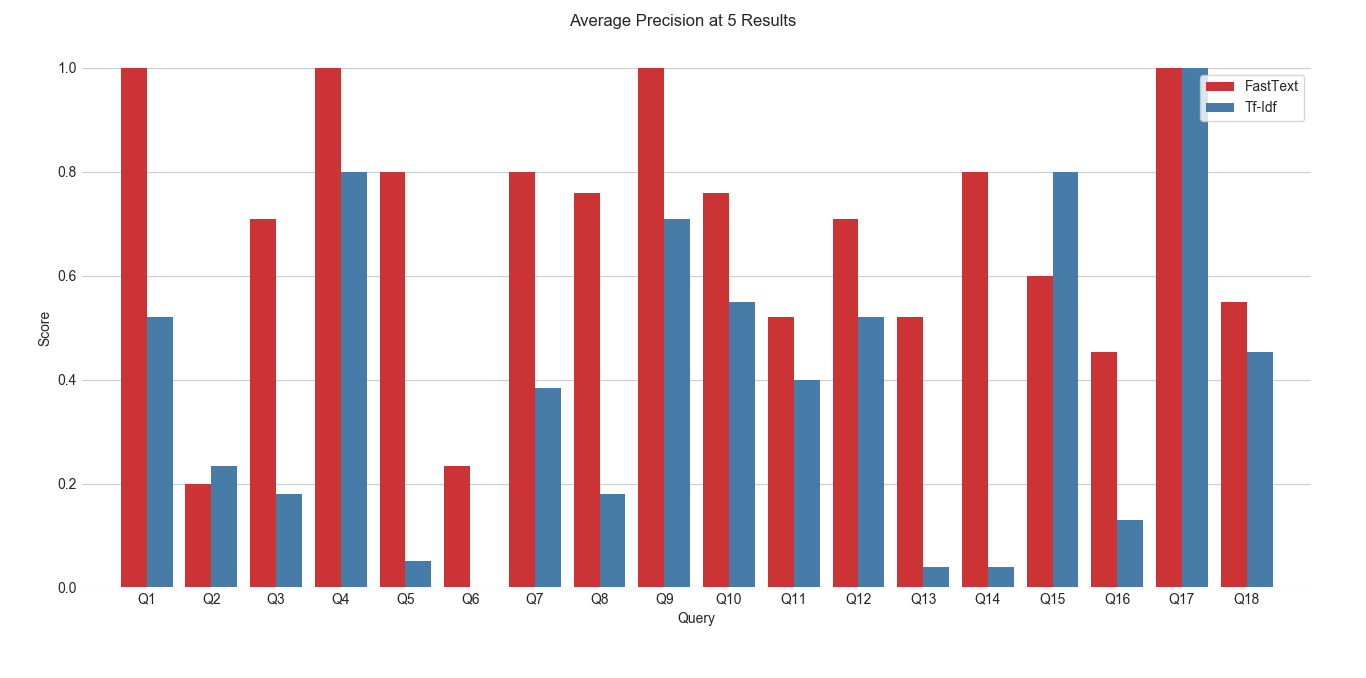 Average Precision at 5 Results
1.0
0.8
0.6
0.4
0.2
0.0
Score
FastText
Tf-Idf
Q1 Q2 Q3 Q4 Q5 Q6 Q7 Q8 Q9 Q10 Q11 Q12 Q13 Q14 Q15 Q16 Q17 Q18
Query